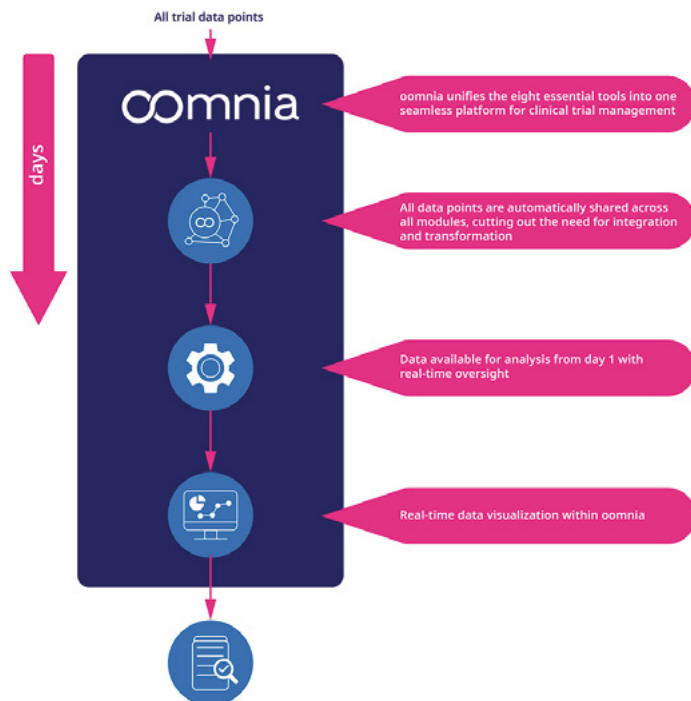 All trial data points
days
oomnia
oomnia unifies the eight essential tools into one
seamless platform for clinical trial management
All data points are automatically shared across
all modules, cutting out the need for integration
and transformation
Data available for analysis from day 1 with
real-time oversight
Real-time data visualization within oomnia